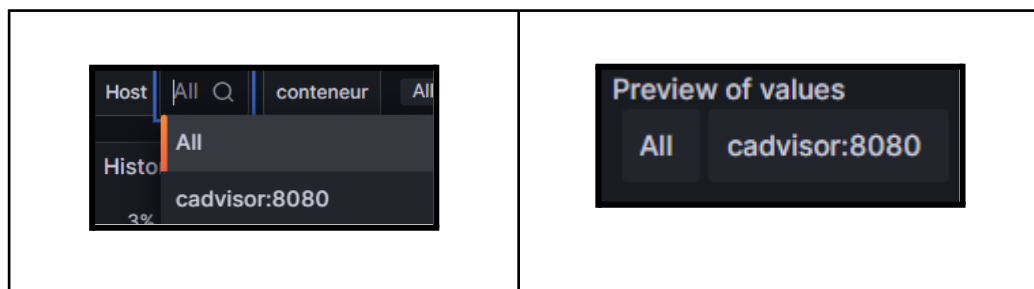 Host All conteneur All
All
Histo
cadvisor:8080
3%
Preview of values
All cadvisor:8080